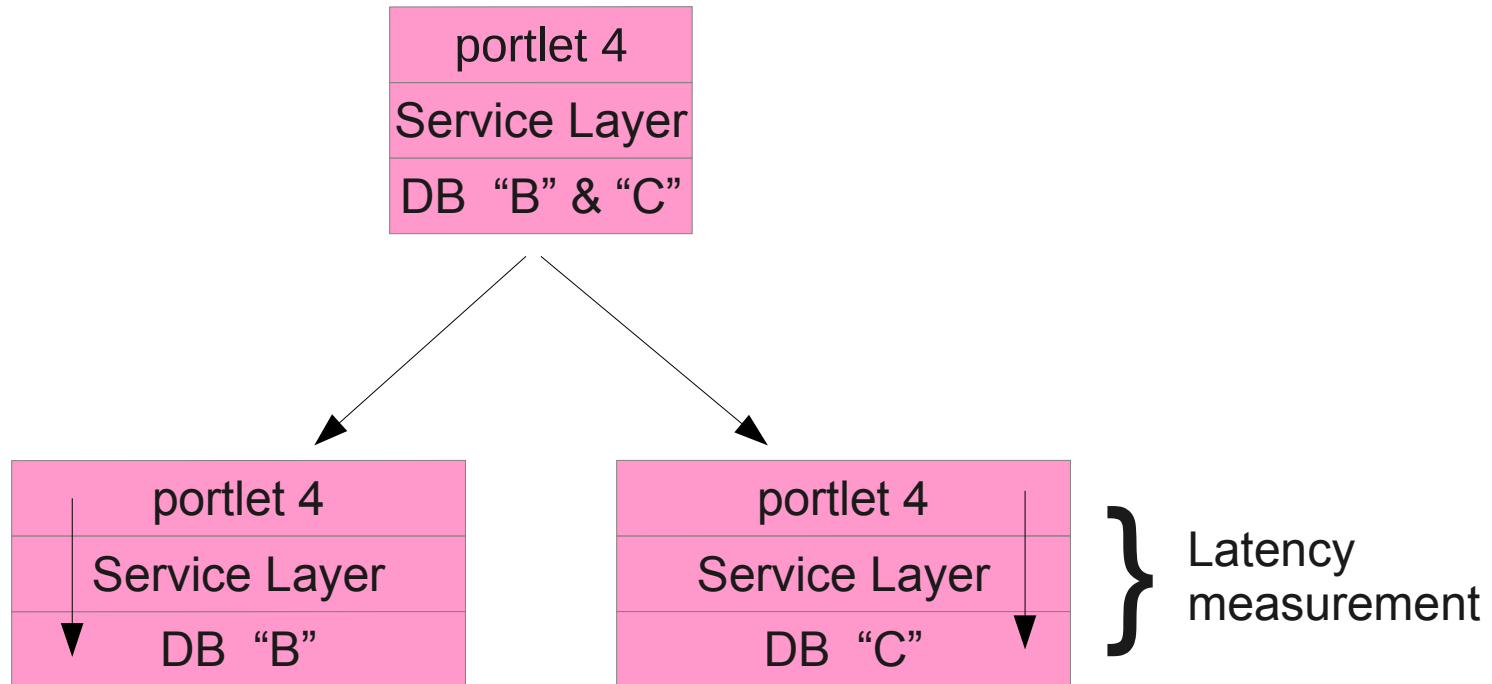 portlet 4
Service Layer
DB “B” & “C”
portlet 4
Service Layer
DB “B”
portlet 4
Service Layer
DB “C”
}
Latency
measurement